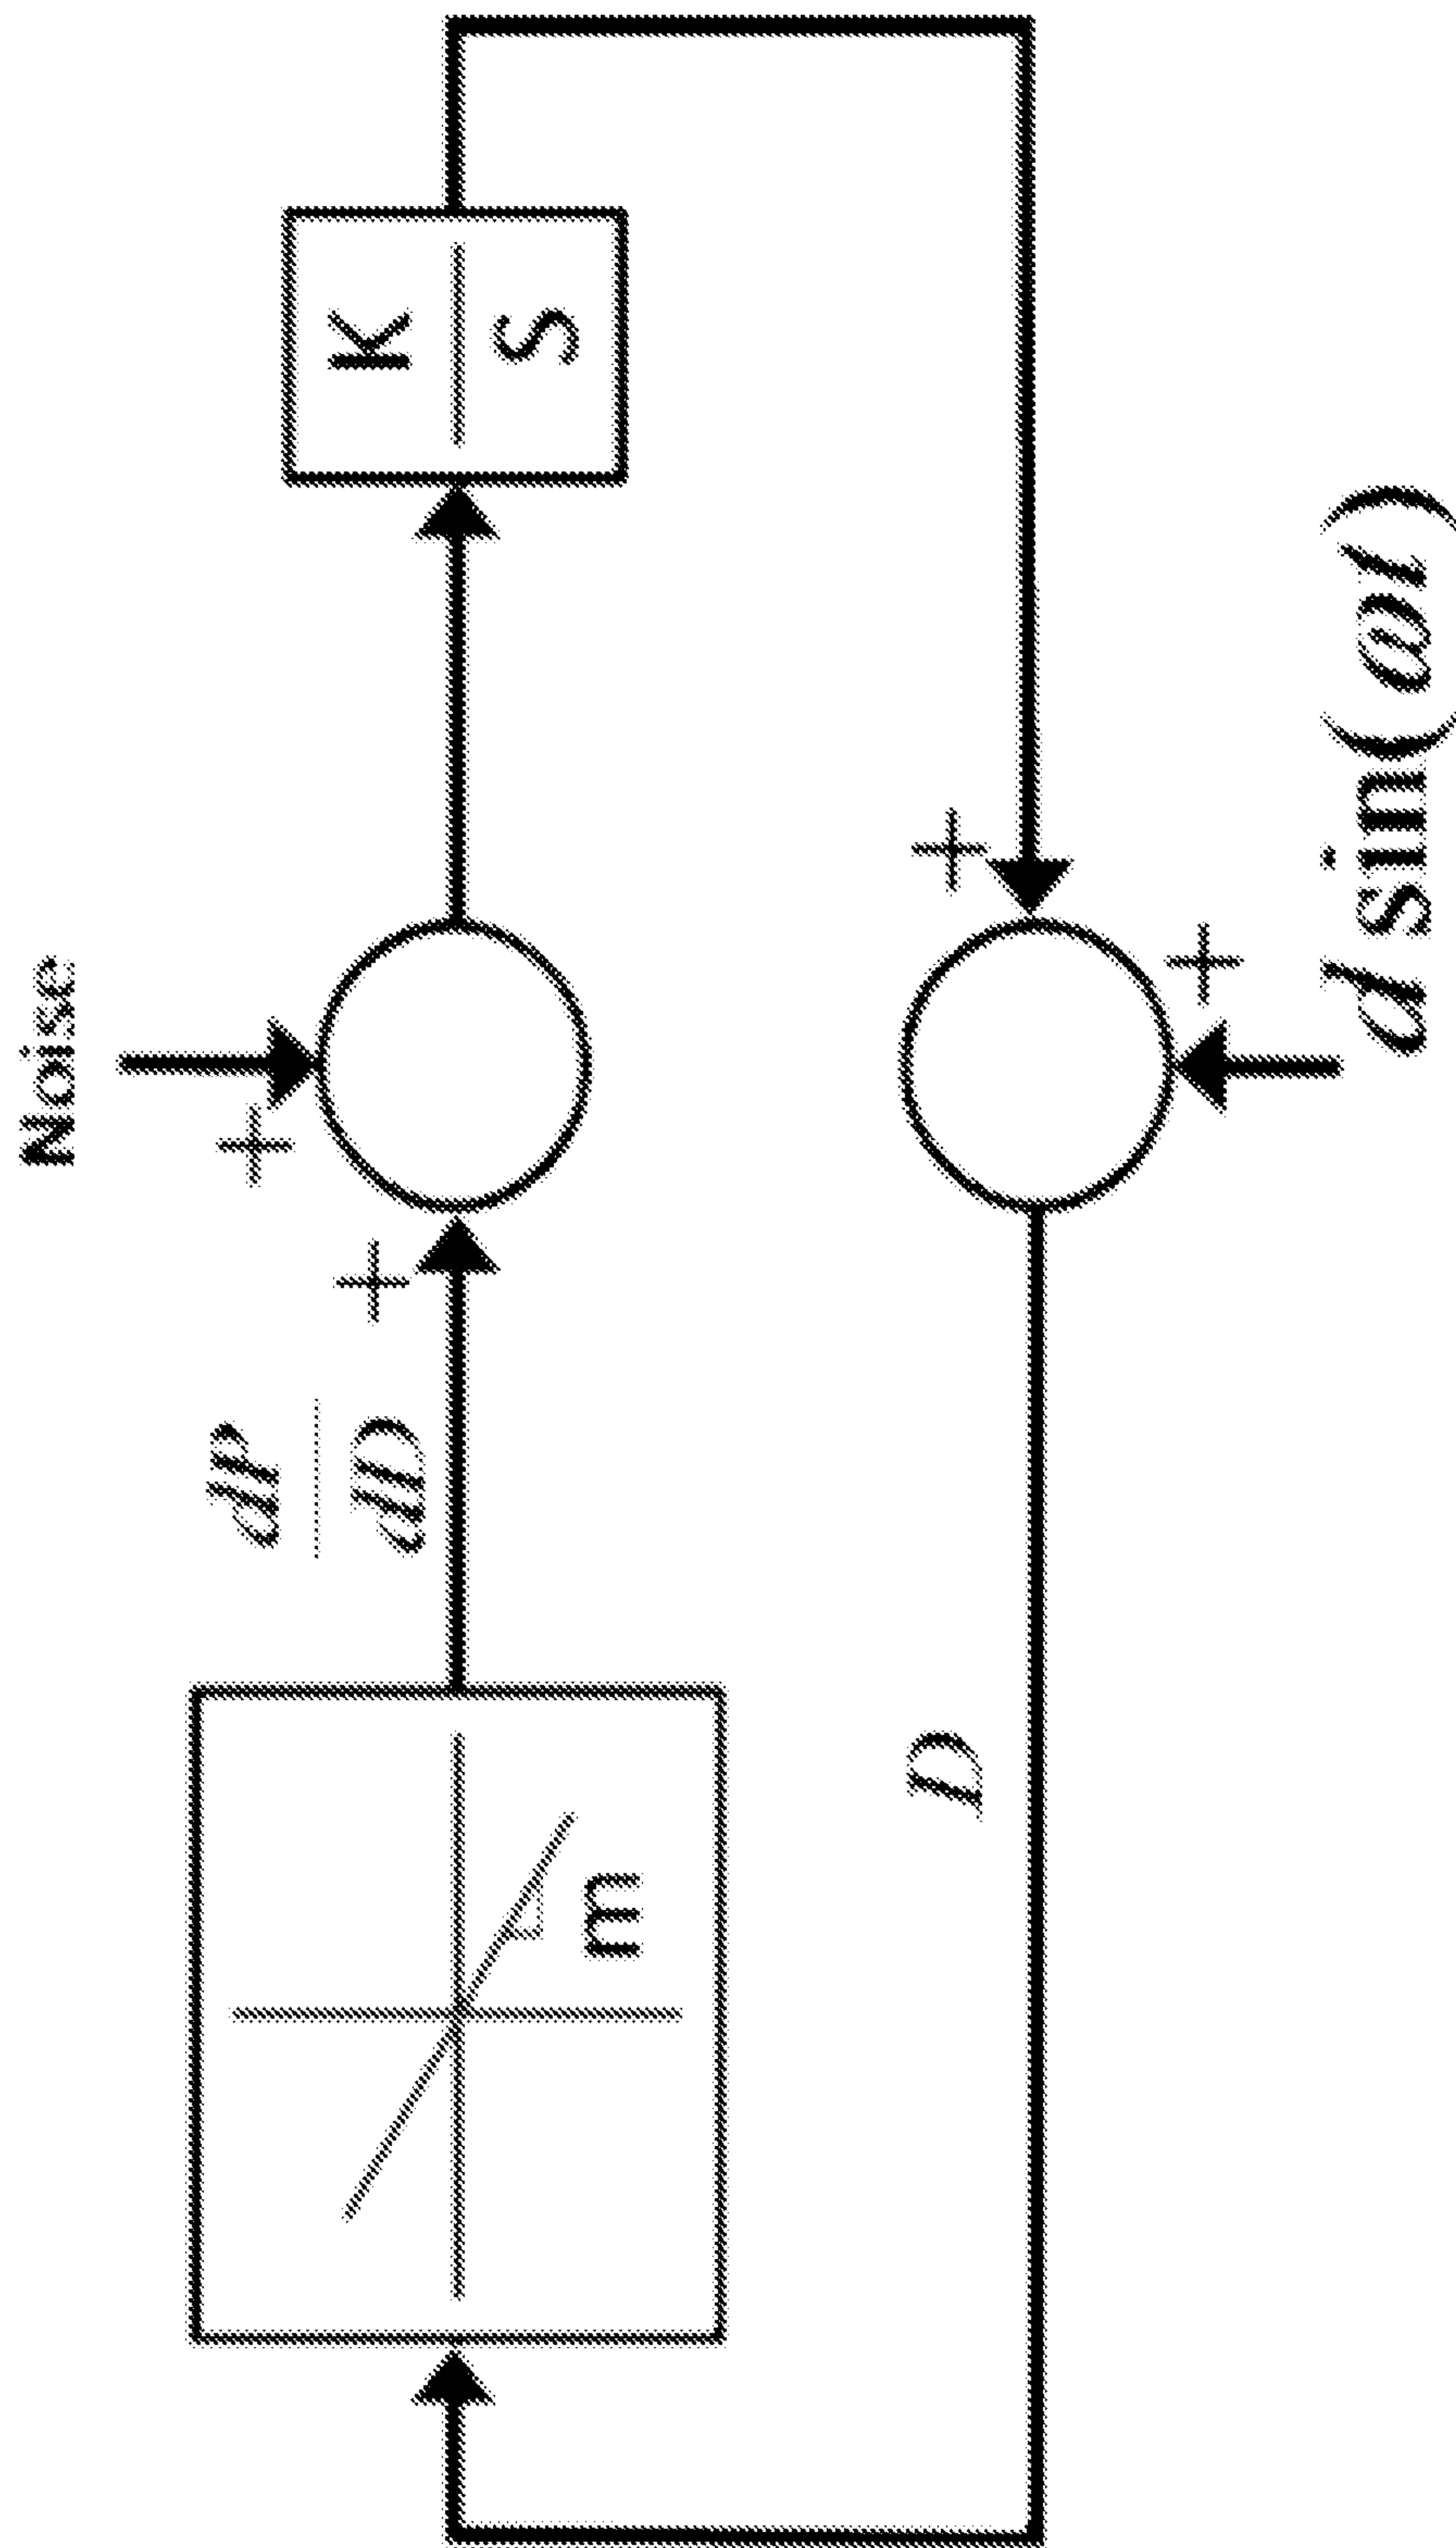 Noise
+
dP
dD
+
K
S
m
D
+
+
d sin( ωt )